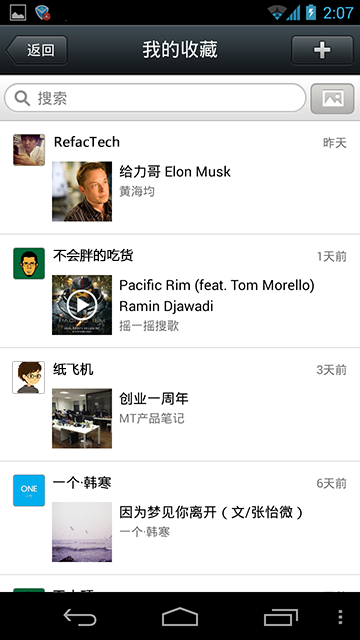 2:07
返回
我的收藏
搜索
RefacTech
昨天
给力哥 Elon Musk
黄海均
不会胖的吃货
1天前
Pacific Rim (feat. Tom Morello)
Ramin Djawadi
摇一摇搜歌
纸飞机
3天前
创业一周年
MT产品笔记
ONE
一个·韩寒
6天前
因为梦见你离开（文/张怡微）
一个·韩寒